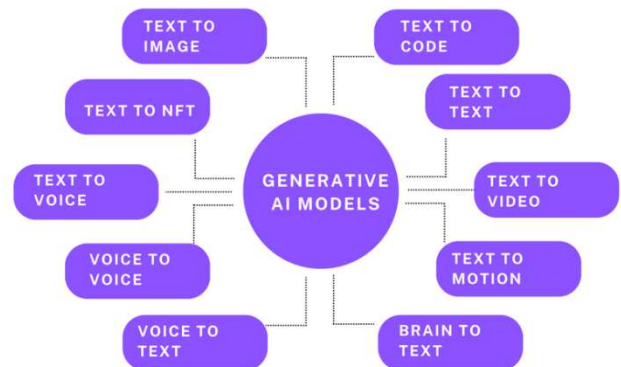 TEXT TO
IMAGE
TEXT TO
CODE
TEXT TO NFT
TEXT TO
TEXT
TEXT TO
VOICE
GENERATIVE
AI MODELS
TEXT TO
VIDEO
VOICE TO
VOICE
TEXT TO
MOTION
VOICE TO
TEXT
BRAIN TO
TEXT